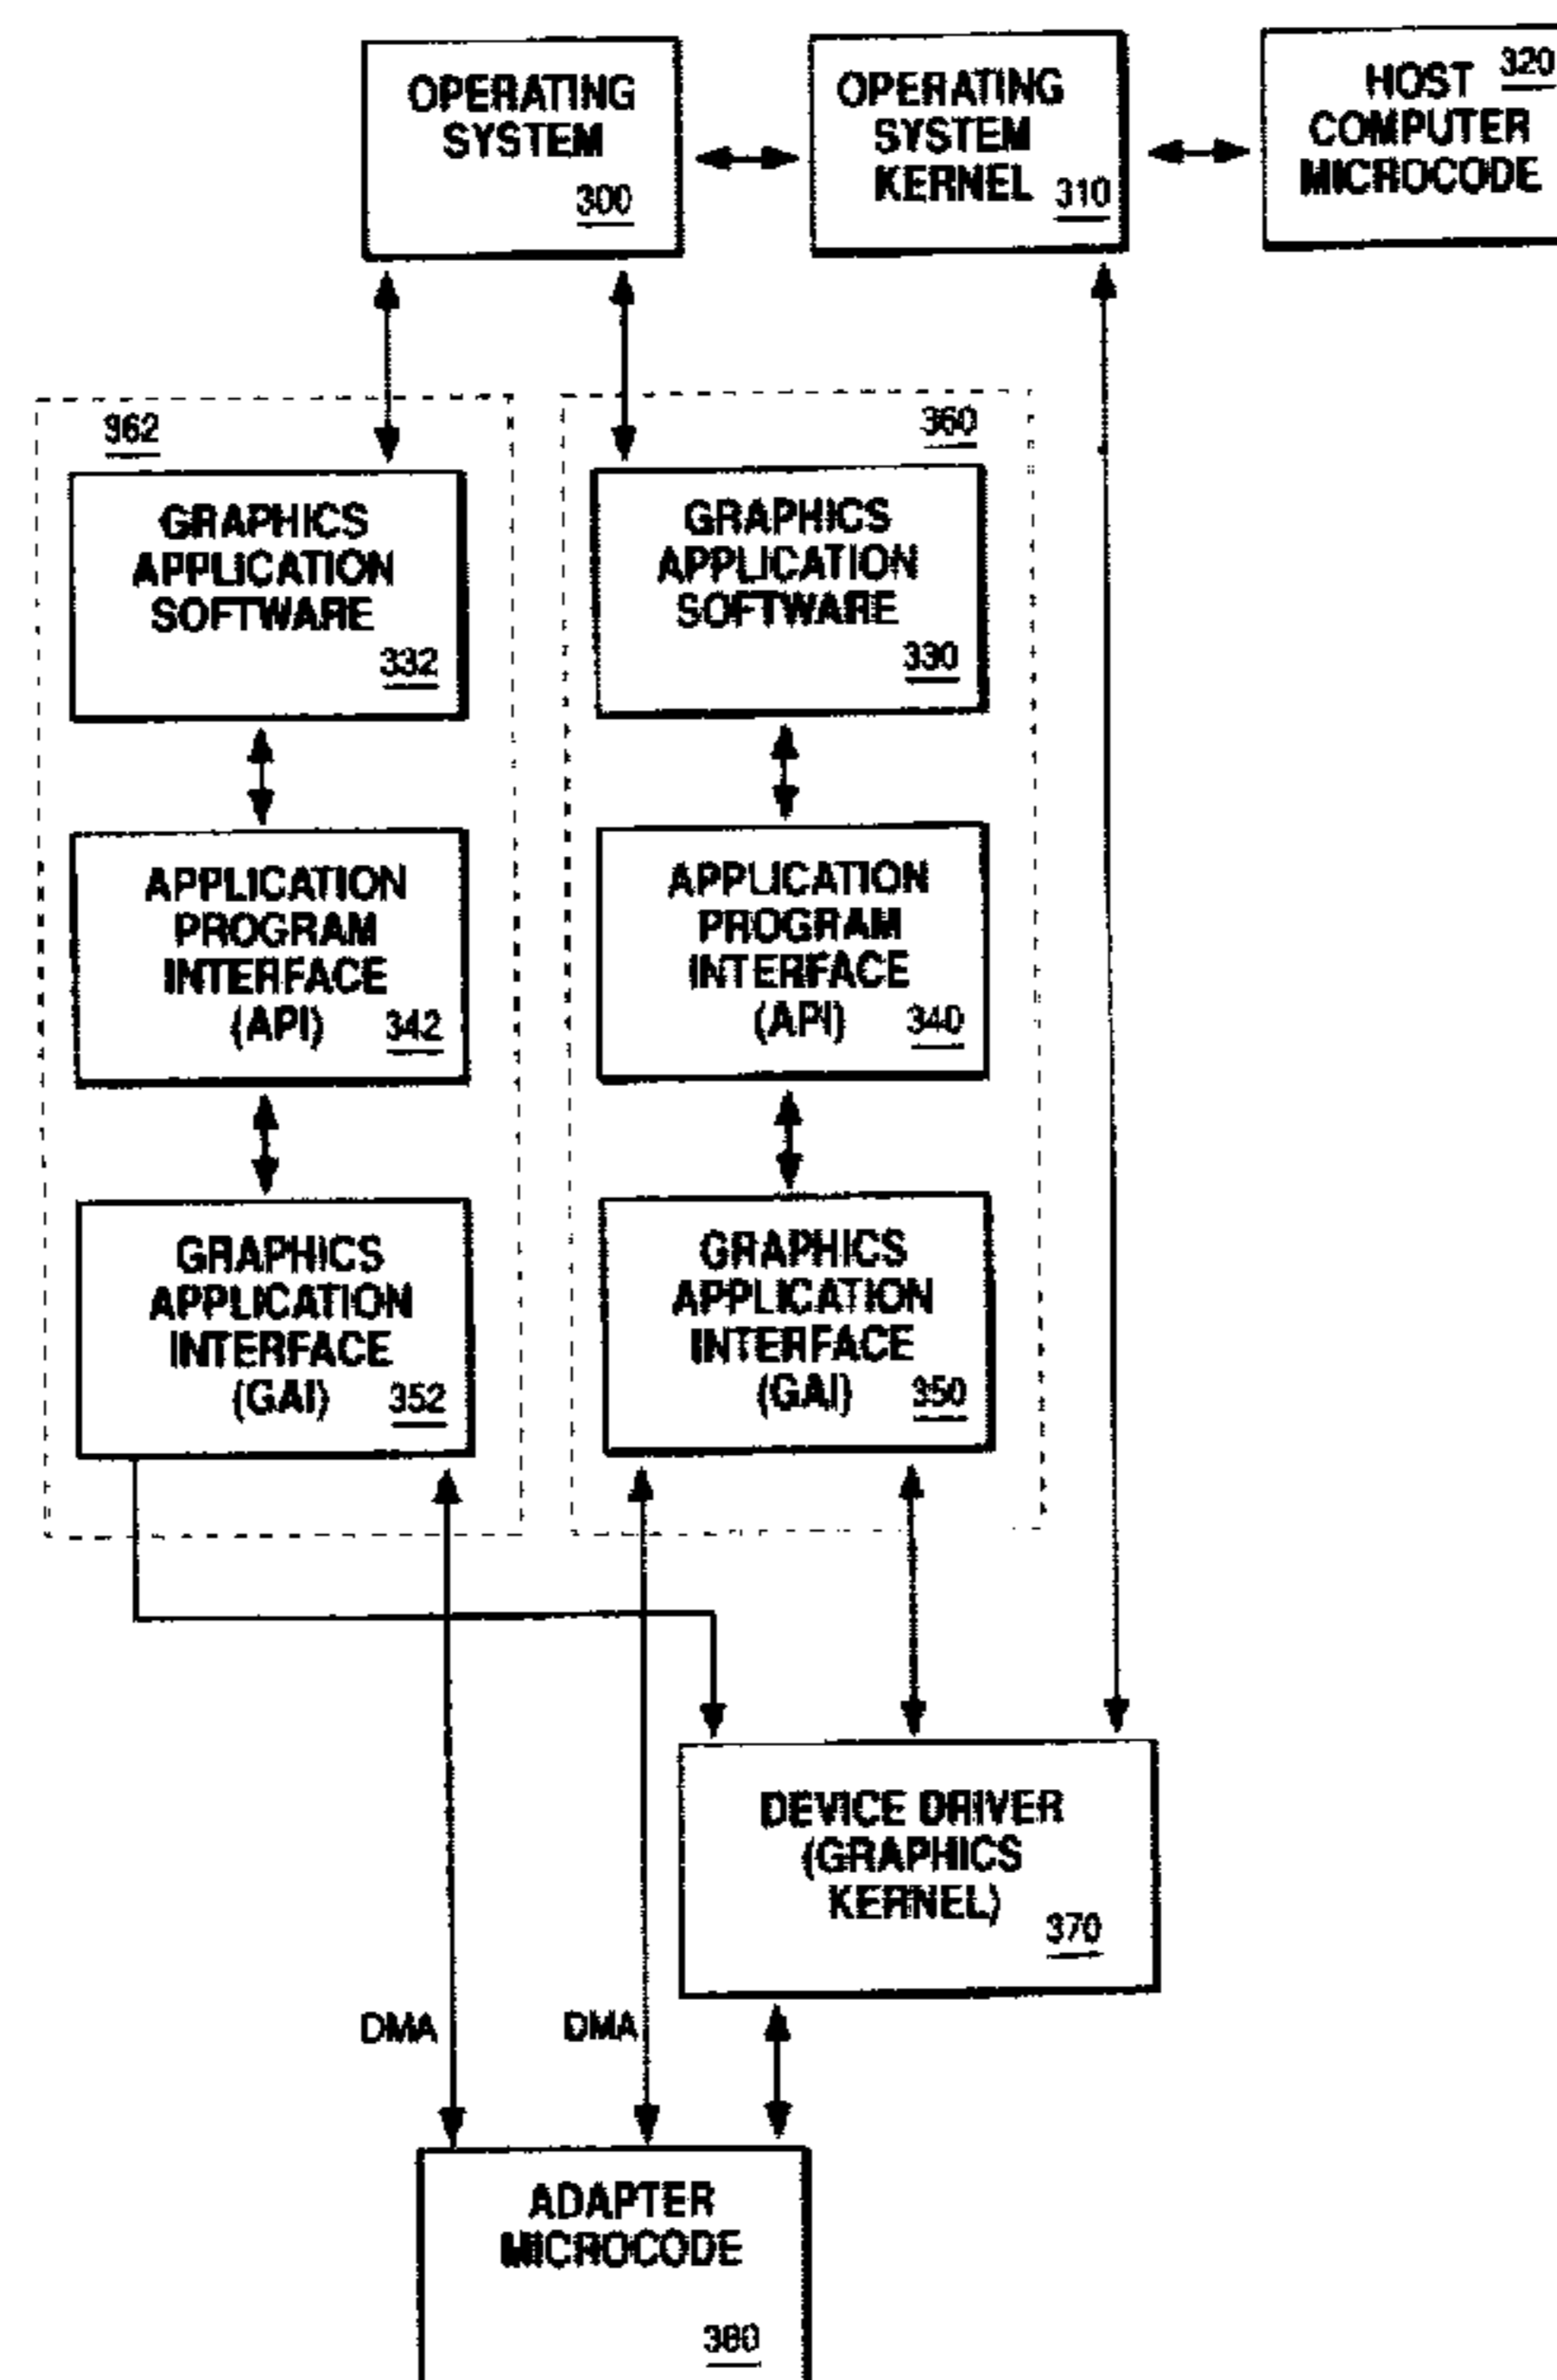 OPERATING
SYSTEM
300
OPERATING
SYSTEM
KERNEL
310
HOST
320
COMPUTER
MICROCODE
362
GRAPHICS
APPLICATION
SOFTWARE
332
APPLICATION
PROGRAM
INTERFACE
(API)
342
GRAPHICS
APPLICATION
INTERFACE
(GAI)
352
360
GRAPHICS
APPLICATION
SOFTWARE
330
APPLICATION
PROGRAM
INTERFACE
(API)
340
GRAPHICS
APPLICATION
INTERFACE
(GAI)
350
DEVICE DRIVER
(GRAPHICS
KERNEL)
370
DMA
DMA
ADAPTER
MICROCODE
380